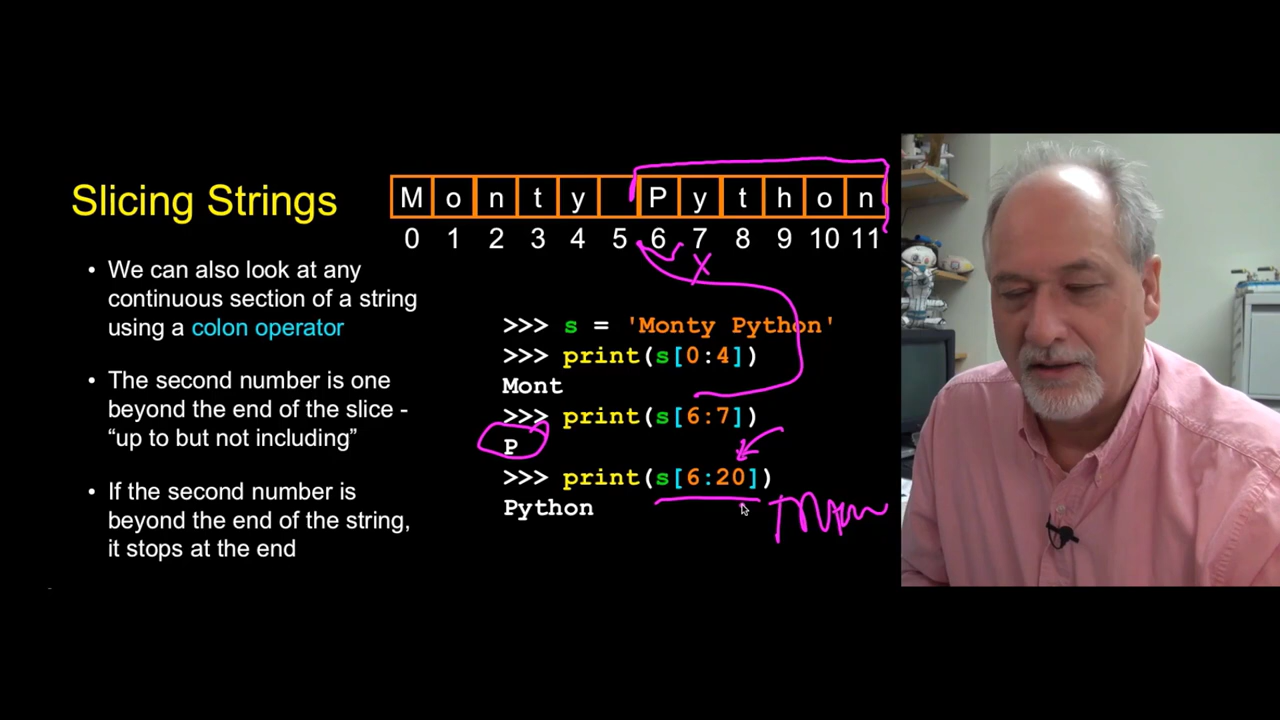 Slicing Strings
M o n t y P y t h o n
0 1 2 3 4 5 6 7 8 9 10 11
• We can also look at any
continuous section of a string
using a colon operator
• The second number is one
beyond the end of the slice -
“up to but not including”
• If the second number is
beyond the end of the string,
it stops at the end
>>> s = 'Monty Python'
>>> print(s[0:4])
Mont
>>> print(s[6:7])
P
>>> print(s[6:20])
Python